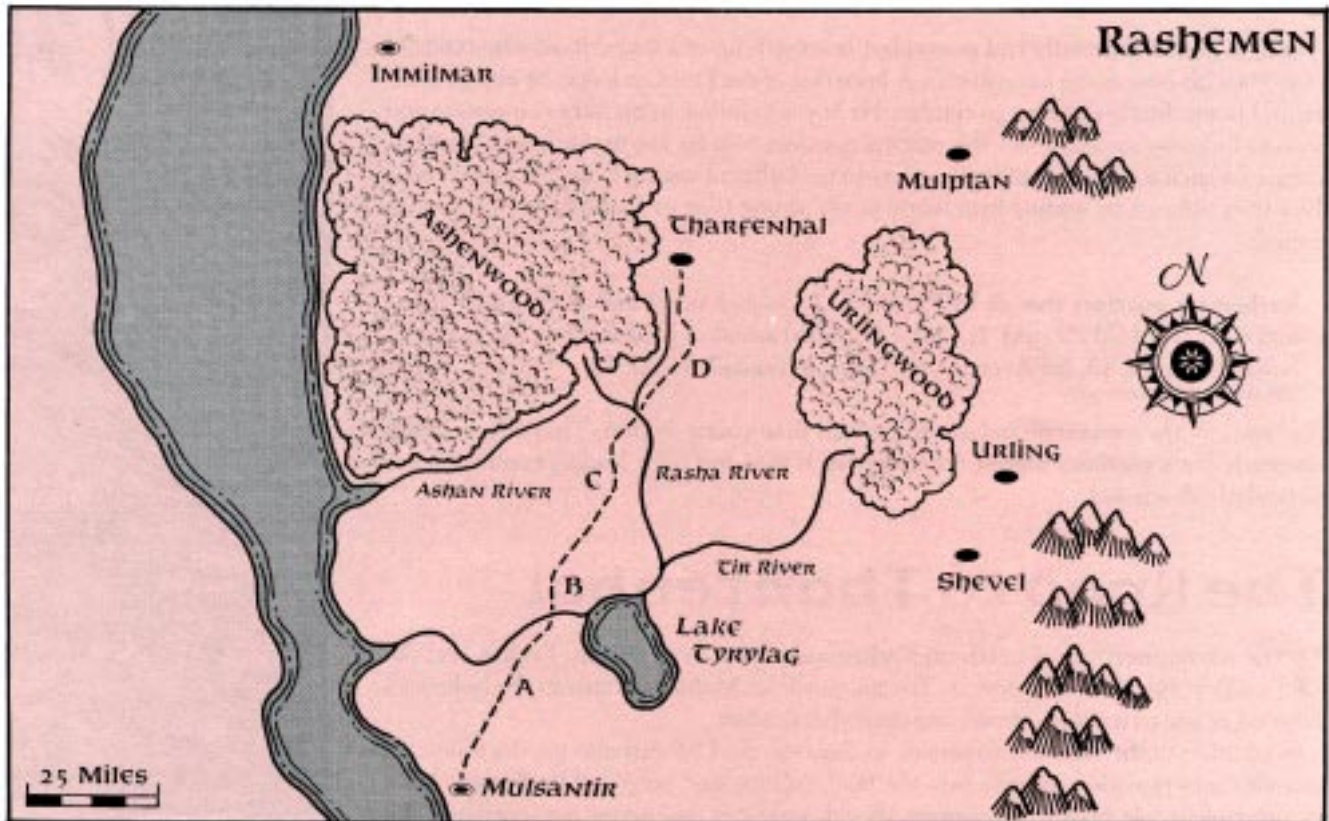 Rashemen
Immilmar
Mulptan
Tharfenhal
Ashenwood
Urlingwood
N
D
Urling
C
Rasha River
Ashan River
Tir River
Shevel
B
Lake
Tyrylag
A
25 Miles
Mulsantir